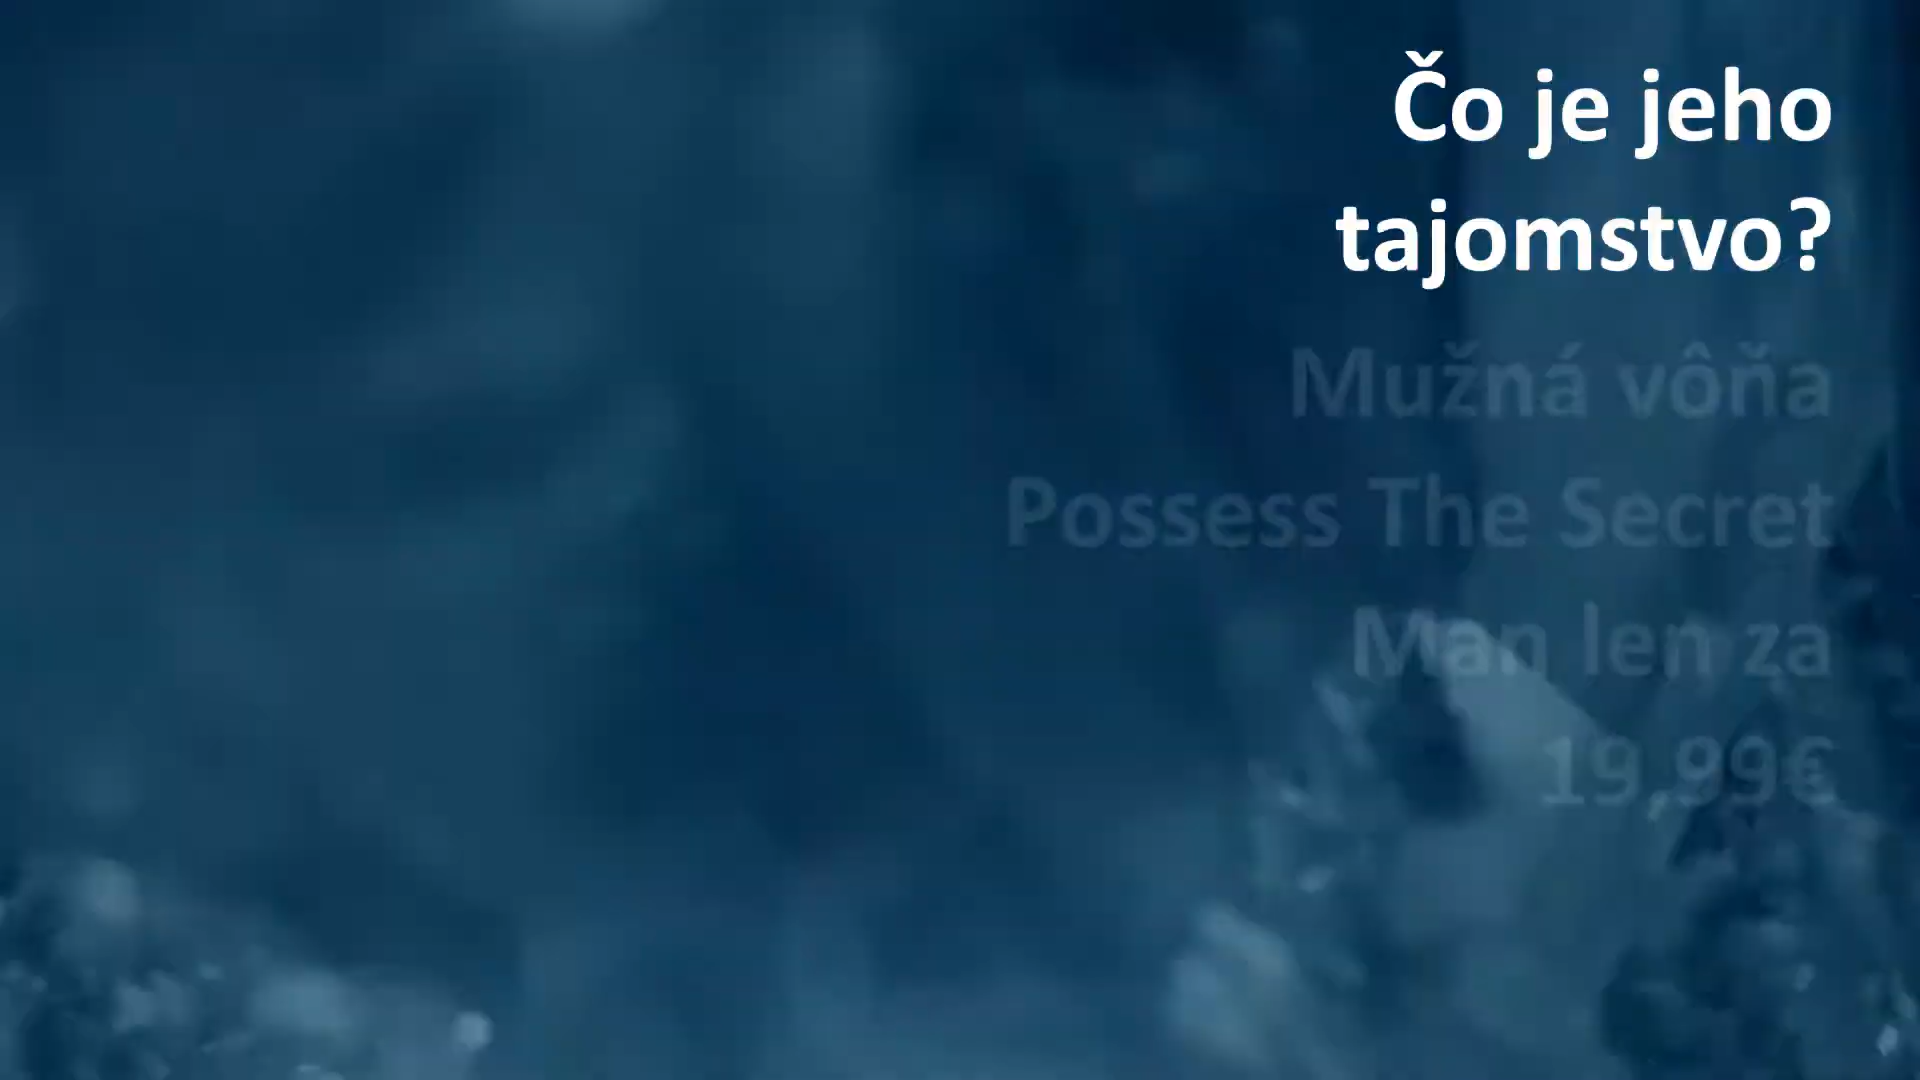 Čo je jeho
tajomstvo?
Mužná vôňa
Possess The Secret
Man len za
19,99€